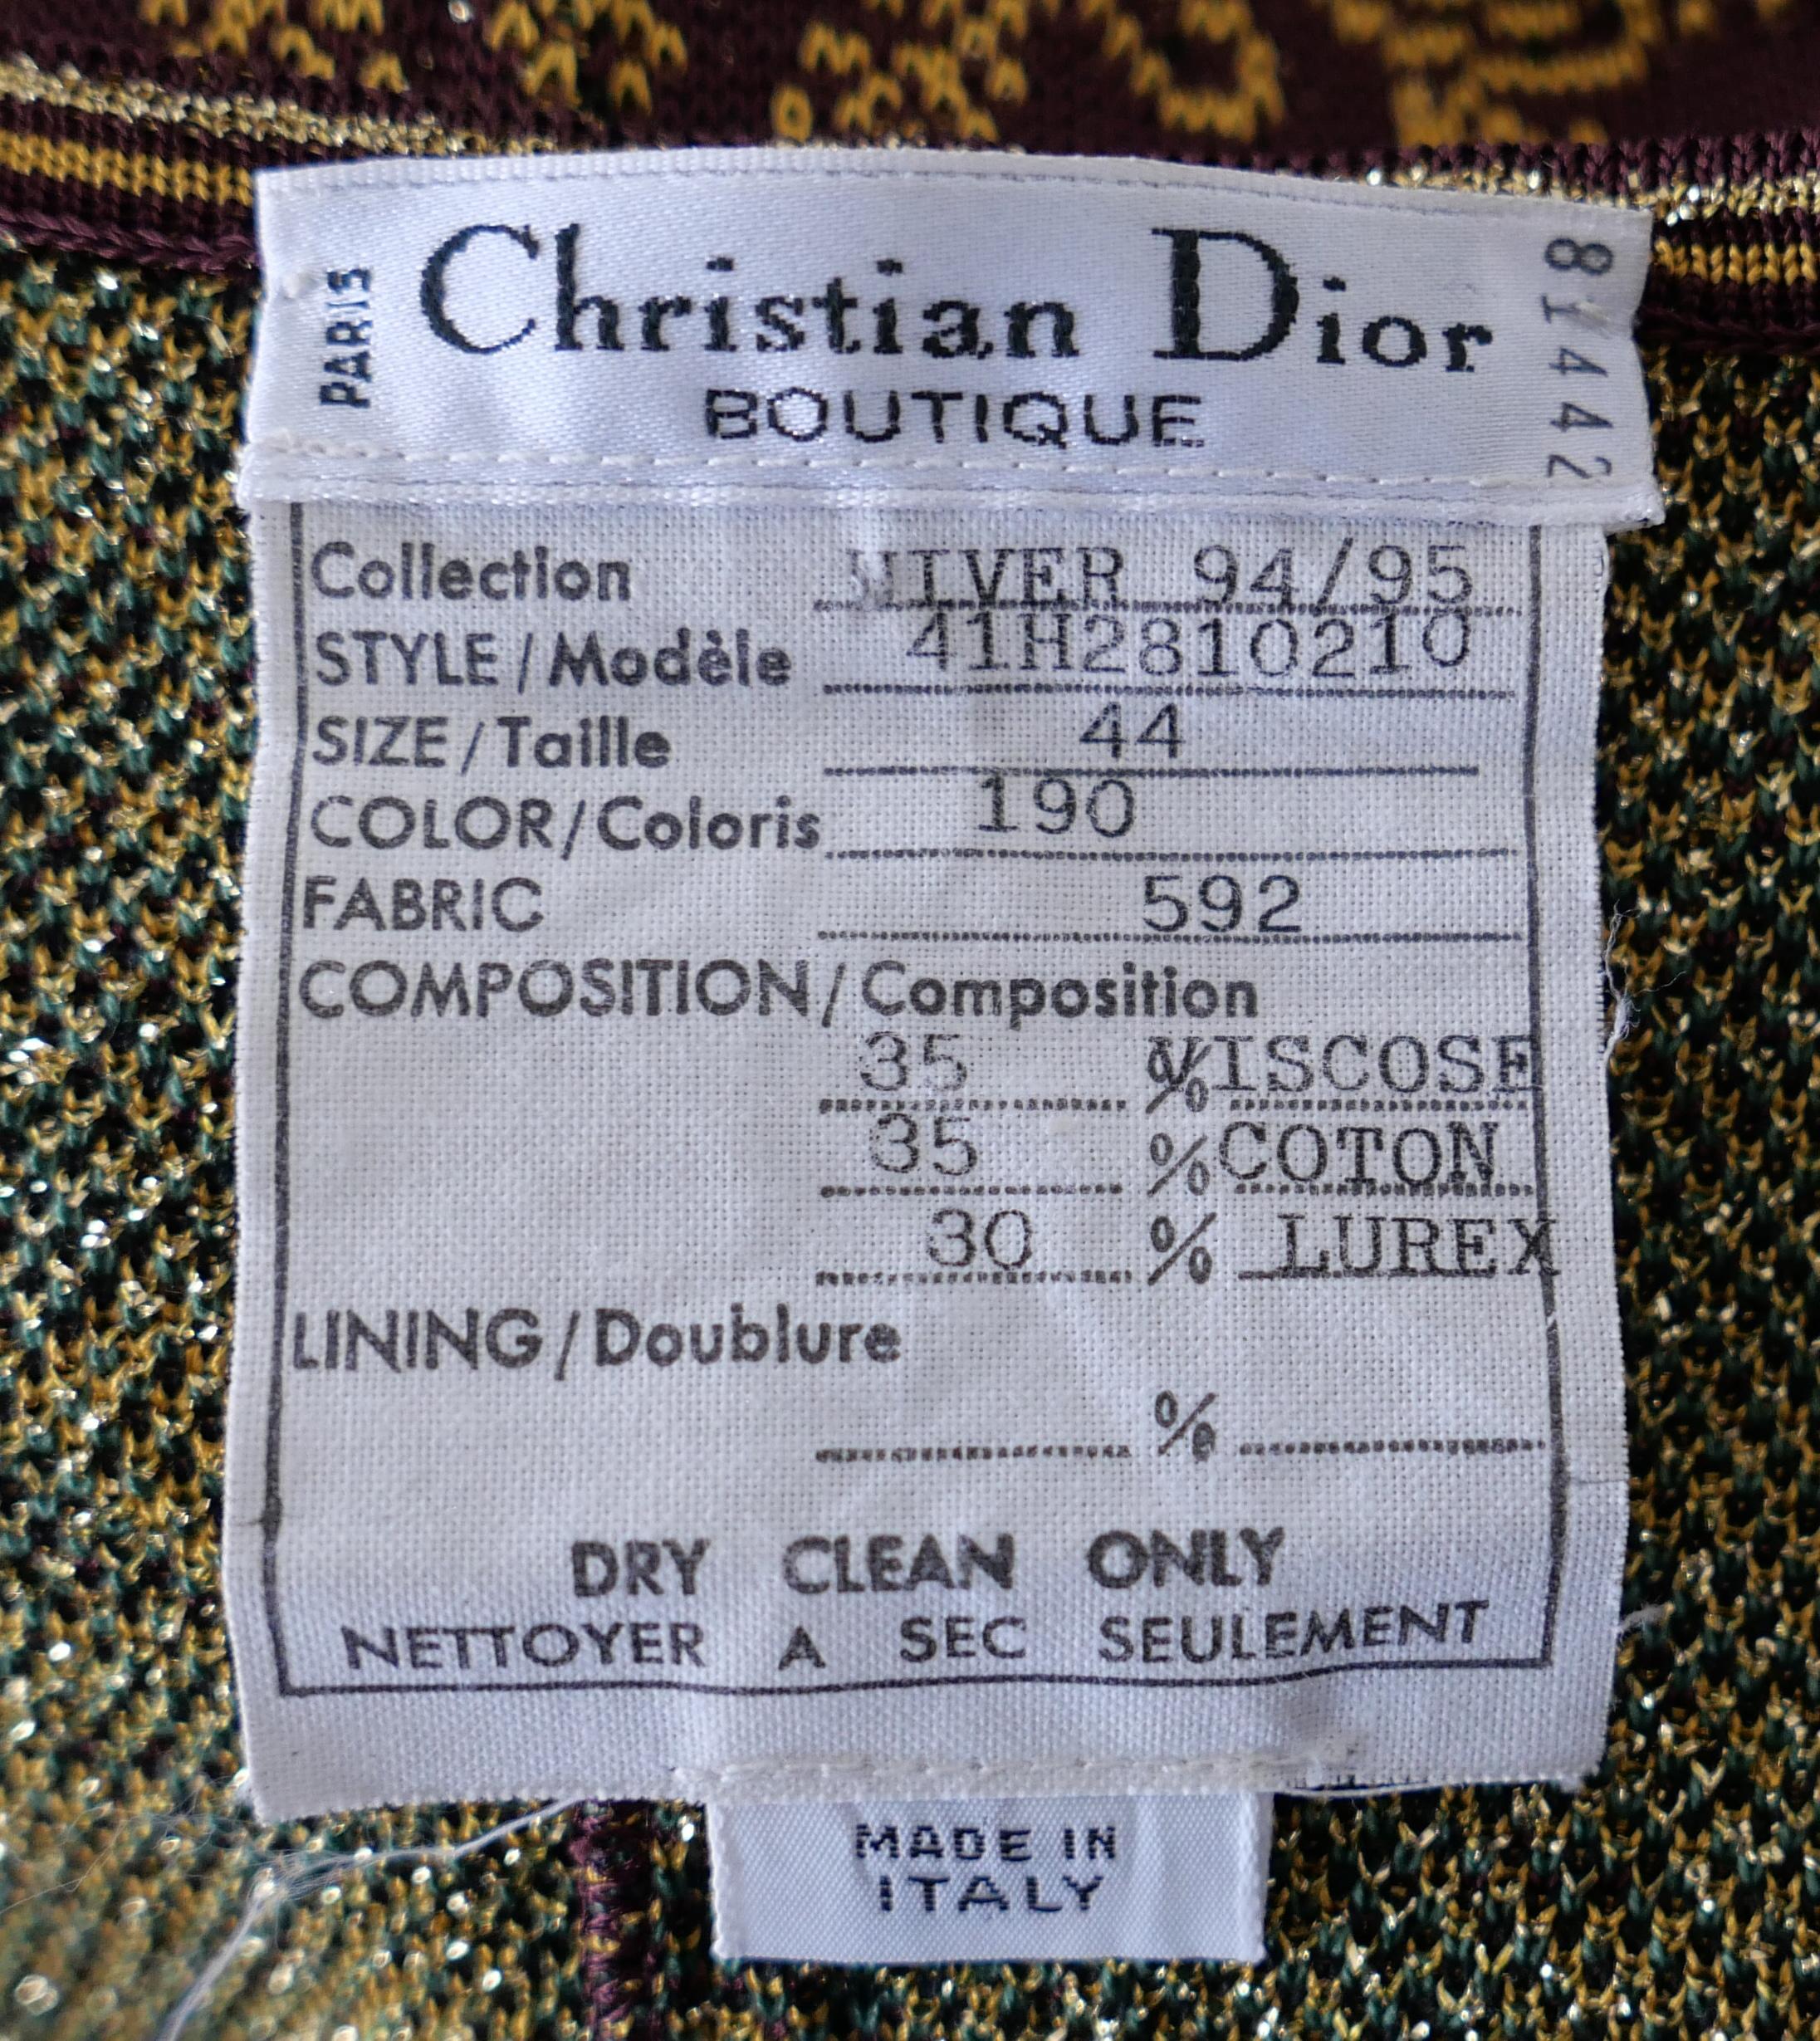 PARIS
Christian Dior
BOUTIQUE
81442
Collection HIVER 94/95
STYLE/Modèle 41H2810210
SIZE/Taille 44
COLOR/Coloris 190
FABRIC 592
COMPOSITION/Composition
35 % VISCOSE
35 % COTON
30 % LUREX
LINING/Doublure
%
DRY CLEAN ONLY
NETTOYER A SEC SEULEMENT
MADE IN
ITALY